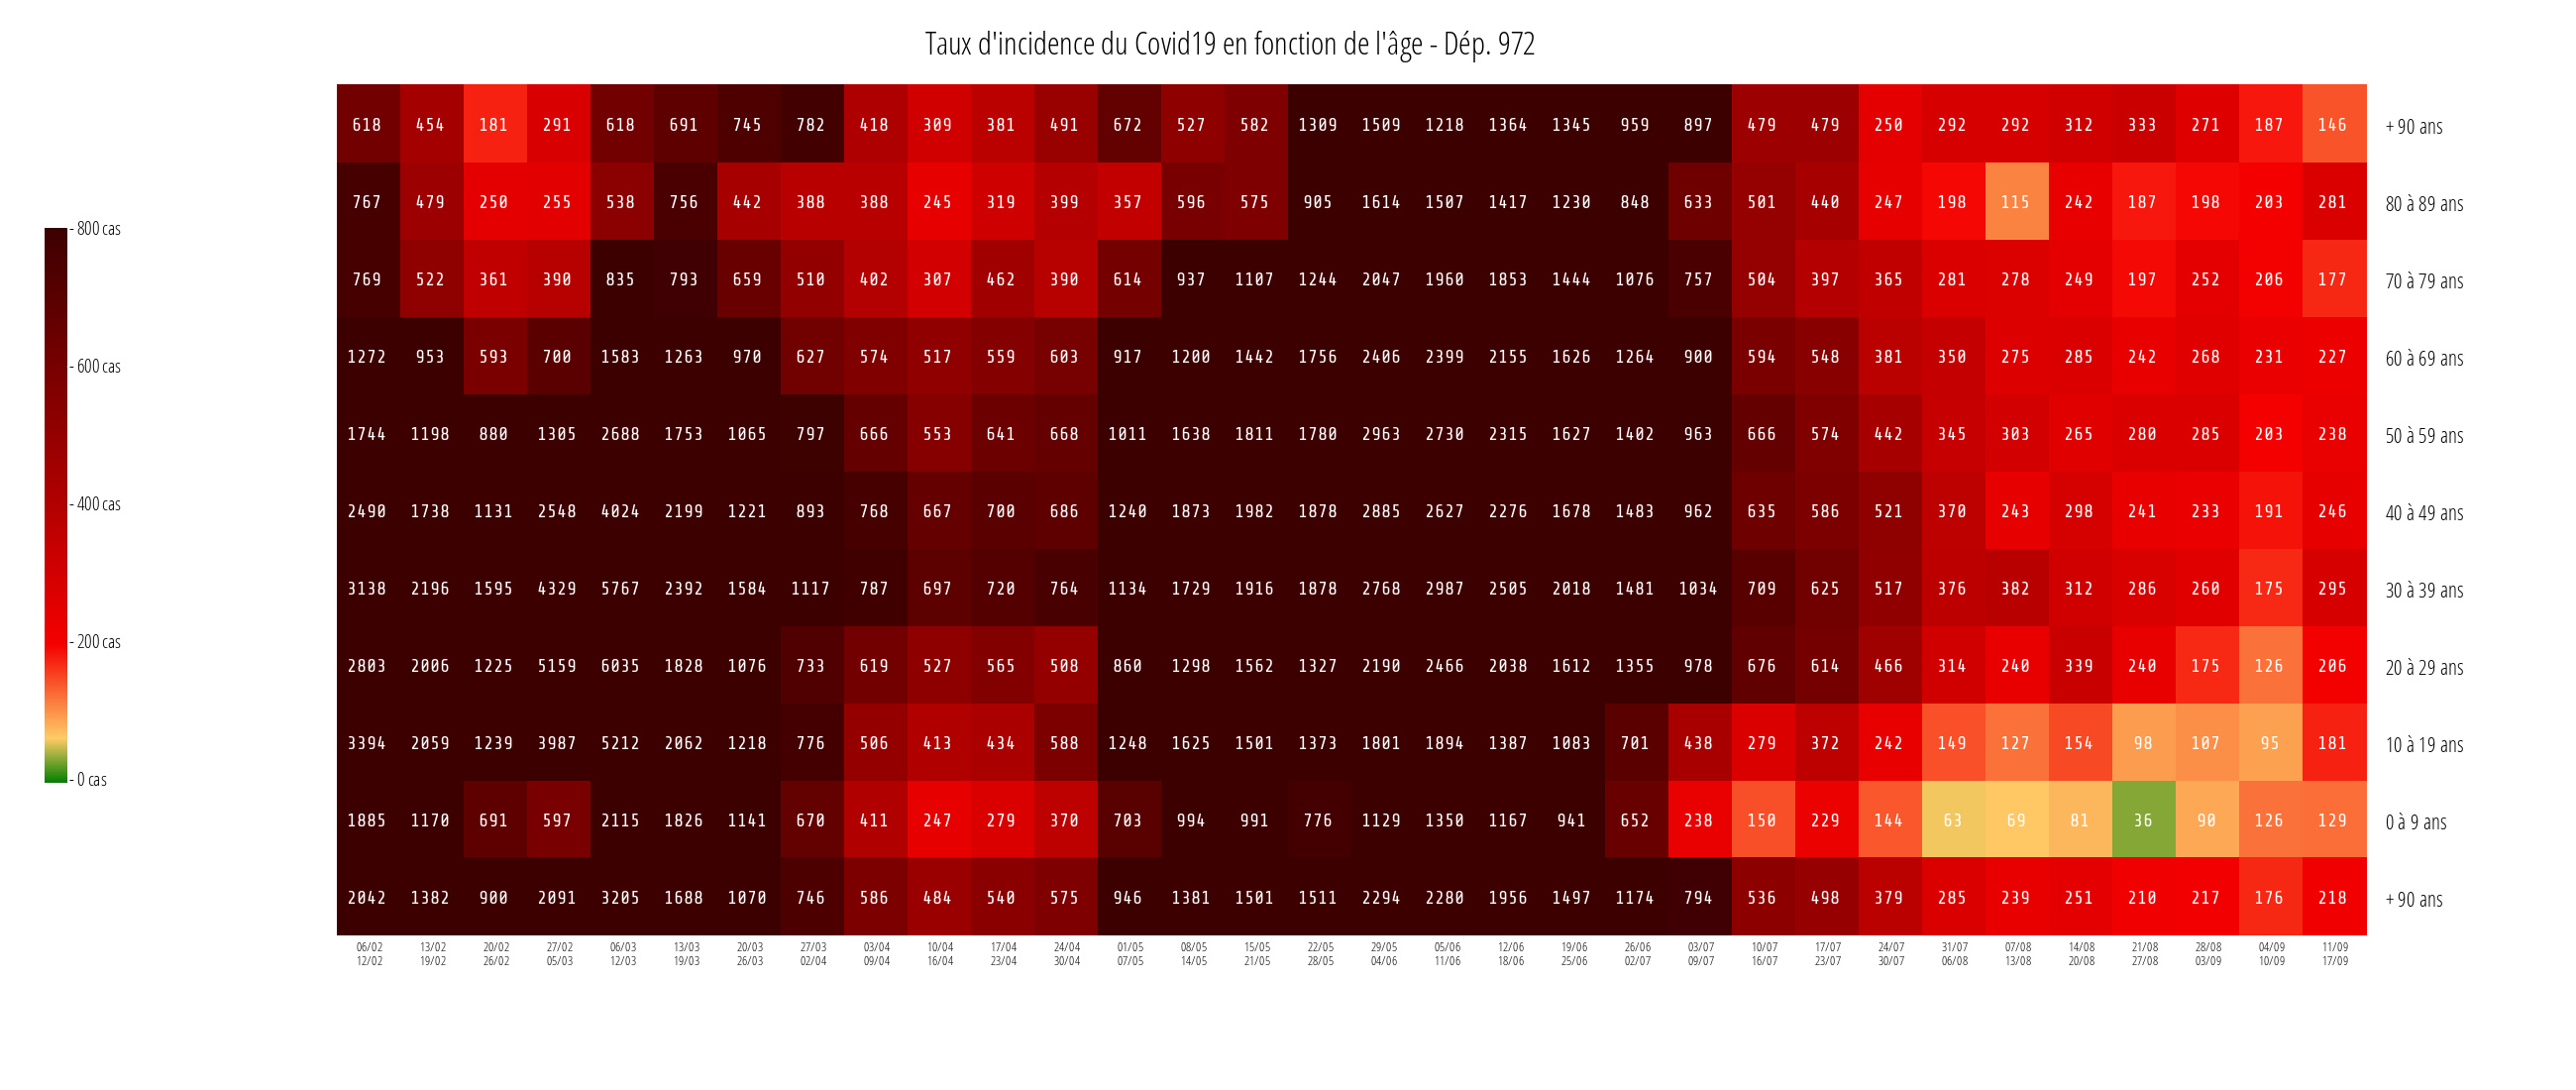 Taux d'incidence du Covid19 en fonction de l'âge - Dép. 972
618 454 181 291 618 691 745 782 418 309 381 491 672 527 582 1309 1509 1218 1364 1345 959 897 479 479 250 292 292 312 333 271 187 146 + 90 ans
767 479 250 255 538 756 442 388 388 245 319 399 357 596 575 905 1614 1507 1417 1230 848 633 501 440 247 198 115 242 187 198 203 281 80 à 89 ans
- 800 cas
769 522 361 390 835 793 659 510 402 307 462 390 614 937 1107 1244 2047 1960 1853 1444 1076 757 504 397 365 281 278 249 197 252 206 177 70 à 79 ans
1272 953 593 700 1583 1263 970 627 574 517 559 603 917 1200 1442 1756 2406 2399 2155 1626 1264 900 594 548 381 350 275 285 242 268 231 227 60 à 69 ans
- 600 cas
1744 1198 880 1305 2688 1753 1065 797 666 553 641 668 1011 1638 1811 1780 2963 2730 2315 1627 1402 963 666 574 442 345 303 265 280 285 203 238 50 à 59 ans
- 400 cas
2490 1738 1131 2548 4024 2199 1221 893 768 667 700 686 1240 1873 1982 1878 2885 2627 2276 1678 1483 962 635 586 521 370 243 298 241 233 191 246 40 à 49 ans
3138 2196 1595 4329 5767 2392 1584 1117 787 697 720 764 1134 1729 1916 1878 2768 2987 2505 2018 1481 1034 709 625 517 376 382 312 286 260 175 295 30 à 39 ans
- 200 cas
2803 2006 1225 5159 6035 1828 1076 733 619 527 565 508 860 1298 1562 1327 2190 2466 2038 1612 1355 978 676 614 466 314 240 339 240 175 126 206 20 à 29 ans
3394 2059 1239 3987 5212 2062 1218 776 506 413 434 588 1248 1625 1501 1373 1801 1894 1387 1083 701 438 279 372 242 149 127 154 98 107 95 181 10 à 19 ans
- 0 cas
1885 1170 691 597 2115 1826 1141 670 411 247 279 370 703 994 991 776 1129 1350 1167 941 652 238 150 229 144 63 69 81 36 90 126 129 0 à 9 ans
2042 1382 900 2091 3205 1688 1070 746 586 484 540 575 946 1381 1501 1511 2294 2280 1956 1497 1174 794 536 498 379 285 239 251 210 217 176 218 + 90 ans
06/02 13/02 20/02 27/02 06/03 13/03 20/03 27/03 03/04 10/04 17/04 24/04 01/05 08/05 15/05 22/05 29/05 05/06 12/06 19/06 26/06 03/07 10/07 17/07 24/07 31/07 07/08 14/08 21/08 28/08 04/09 11/09
12/02 19/02 26/02 05/03 12/03 19/03 26/03 02/04 09/04 16/04 23/04 30/04 07/05 14/05 21/05 28/05 04/06 11/06 18/06 25/06 02/07 09/07 16/07 23/07 30/07 06/08 13/08 20/08 27/08 03/09 10/09 17/09